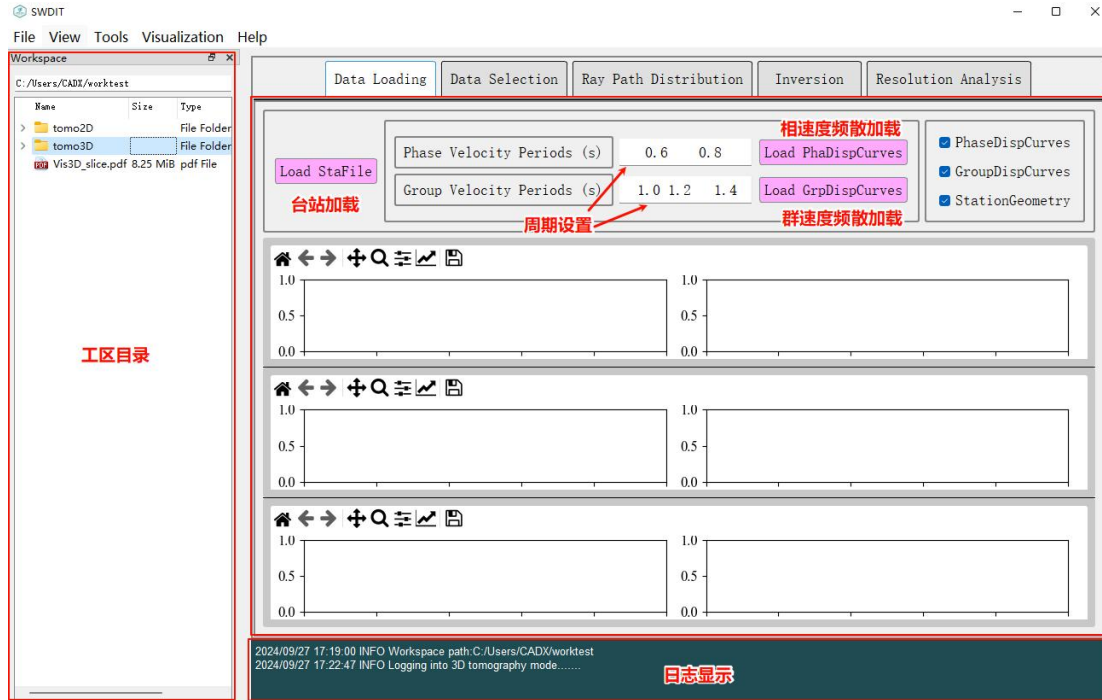 SWDIT
File View Tools Visualization Help
Workspace
C:/Users/CADX/worktest
Name Size Type
tomo2D File Folder
tomo3D File Folder
Vis3D_slice.pdf 8.25 MiB pdf File
工区目录
Data Loading Data Selection Ray Path Distribution Inversion Resolution Analysis
相速度频散加载
Load StaFile
台站加载
Phase Velocity Periods (s) 0.6 0.8 Load PhaDispCurves
Group Velocity Periods (s) 1.0 1.2 1.4 Load GrpDispCurves
周期设置
群速度频散加载
PhaseDispCurves
GroupDispCurves
StationGeometry
1.0 1.0
0.5 0.5
0.0 0.0
1.0 1.0
0.5 0.5
0.0 0.0
1.0 1.0
0.5 0.5
0.0 0.0
2024/09/27 17:19:00 INFO Workspace path:C:/Users/CADX/worktest
2024/09/27 17:22:47 INFO Logging into 3D tomography mode.......
日志显示